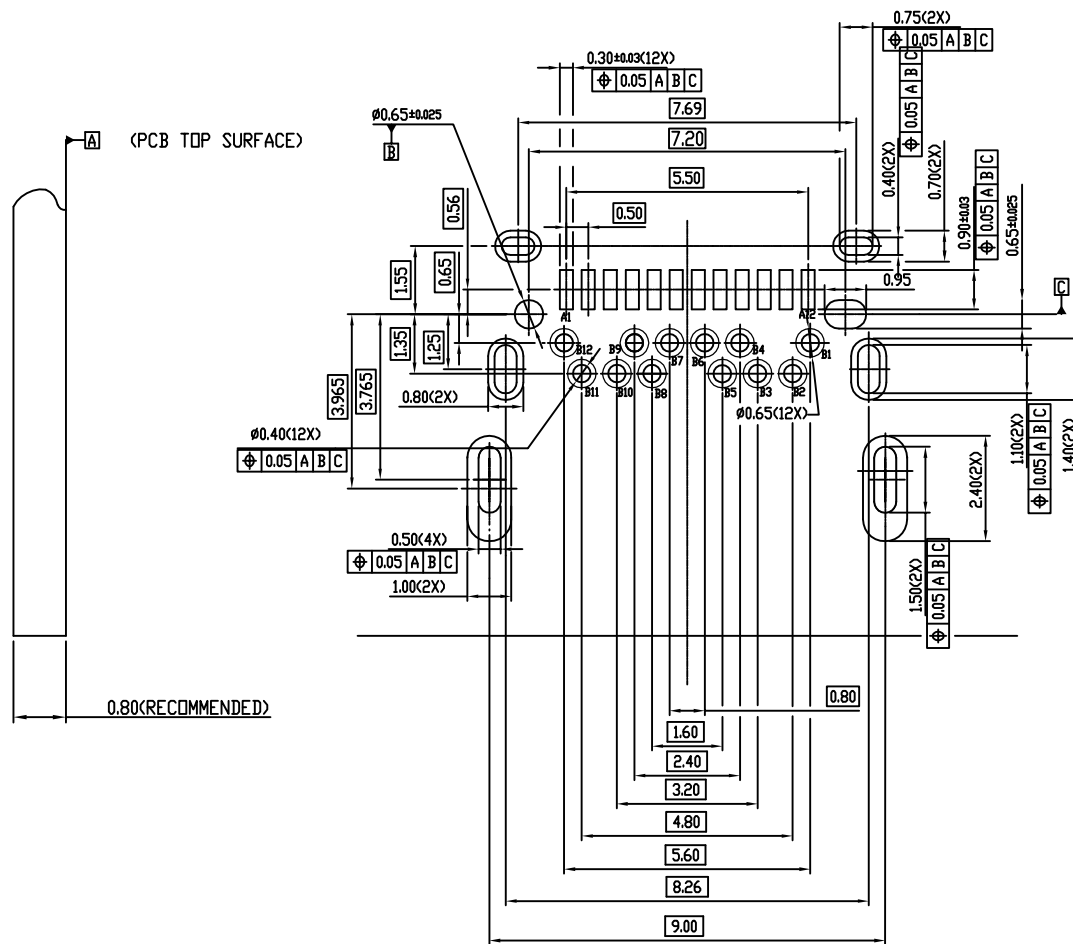 0.75(2X)
⌖ 0.05 A B C
0.30±0.03(12X)
⌖ 0.05 A B C
⌖ 0.05 A B C
7.69
Ø0.65±0.025
B
A (PCB TOP SURFACE)
7.20
0.40(2X)
0.70(2X)
5.50
0.90±0.03
⌖ 0.05 A B C
0.65±0.025
0.56
0.50
1.55
0.65
0.95
C
A1
A12
1.35
1.25
B12
B9
B7
B6
B4
B1
3.965
3.765
B11
B10
B8
B5
B3
B2
0.80(2X)
Ø0.65(12X)
Ø0.40(12X)
⌖ 0.05 A B C
1.10(2X)
⌖ 0.05 A B C
1.40(2X)
2.40(2X)
0.50(4X)
⌖ 0.05 A B C
1.00(2X)
1.50(2X)
⌖ 0.05 A B C
0.80(RECOMMENDED)
0.80
1.60
2.40
3.20
4.80
5.60
8.26
9.00